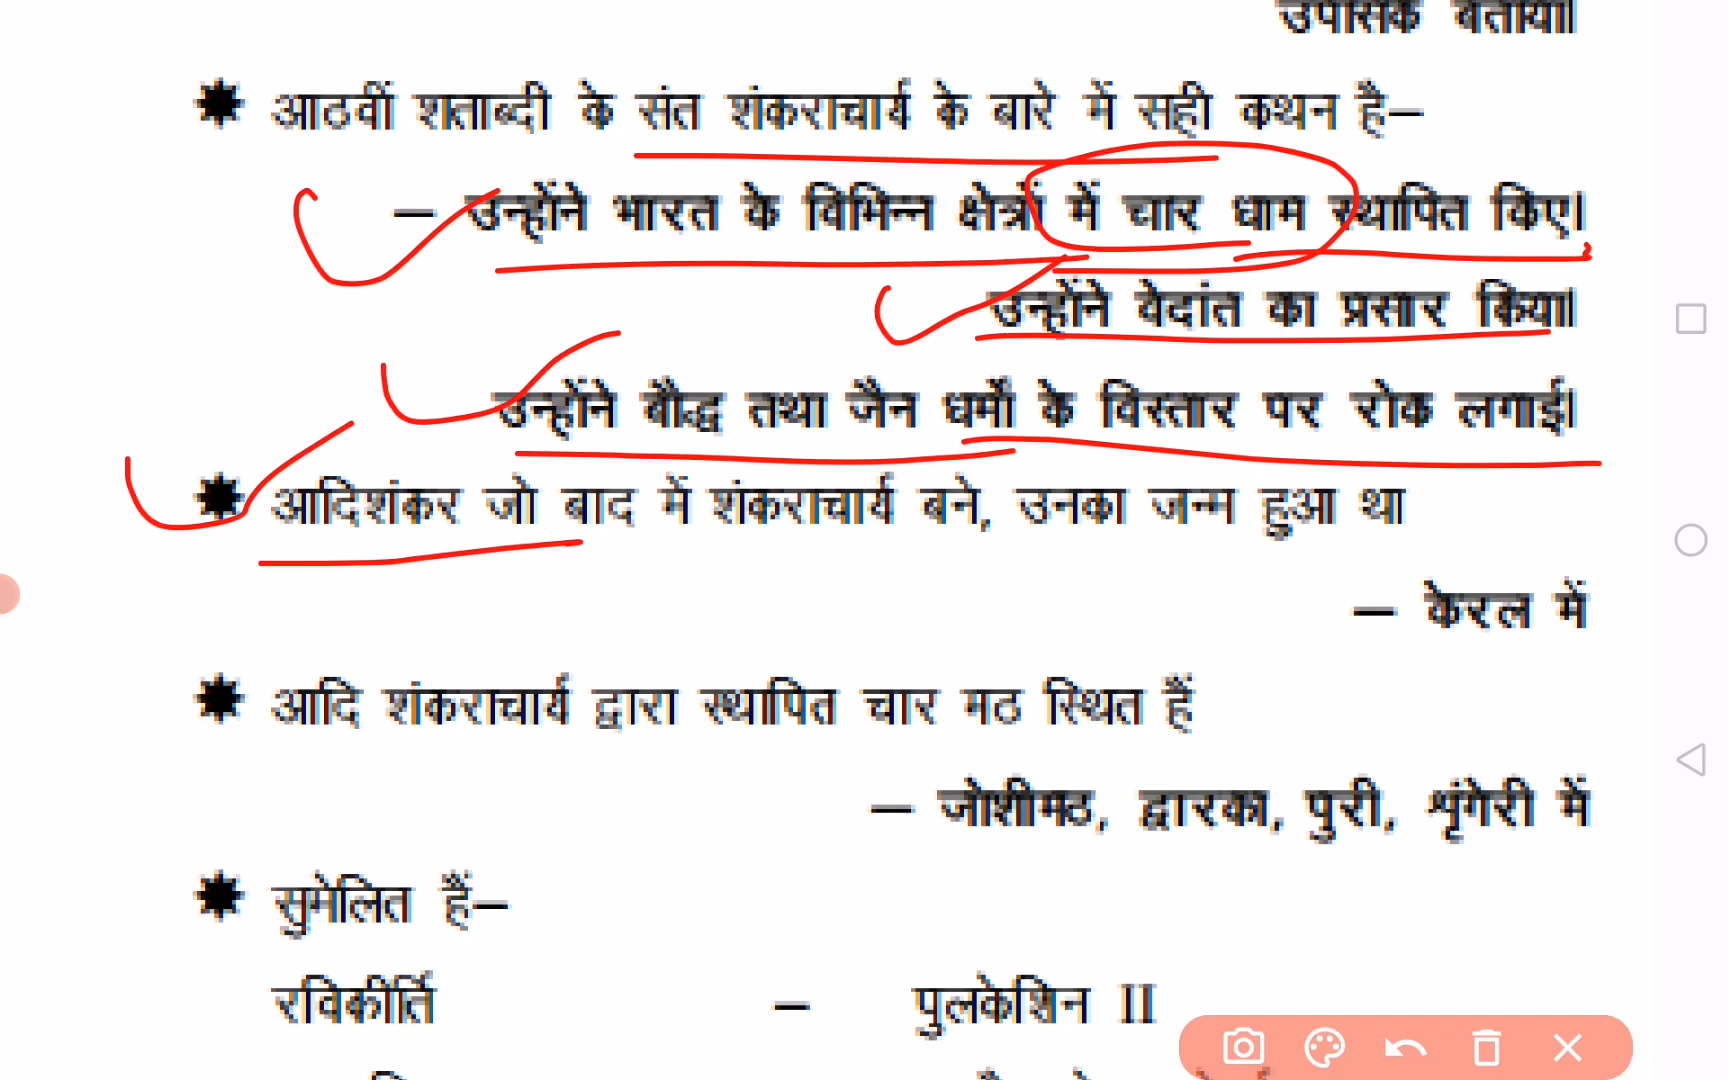 उपासक बताया।
✸ आठवीं शताब्दी के संत शंकराचार्य के बारे में सही कथन है–
– उन्होंने भारत के विभिन्न क्षेत्रों में चार धाम स्थापित किए।
उन्होंने वेदांत का प्रसार किया।
उन्होंने बौद्ध तथा जैन धर्मों के विस्तार पर रोक लगाई।
✸ आदिशंकर जो बाद में शंकराचार्य बने, उनका जन्म हुआ था
– केरल में
✸ आदि शंकराचार्य द्वारा स्थापित चार मठ स्थित हैं
– जोशीमठ, द्वारका, पुरी, शृंगेरी में
✸ सुमेलित हैं–
रविकीर्ति – पुलकेशिन II